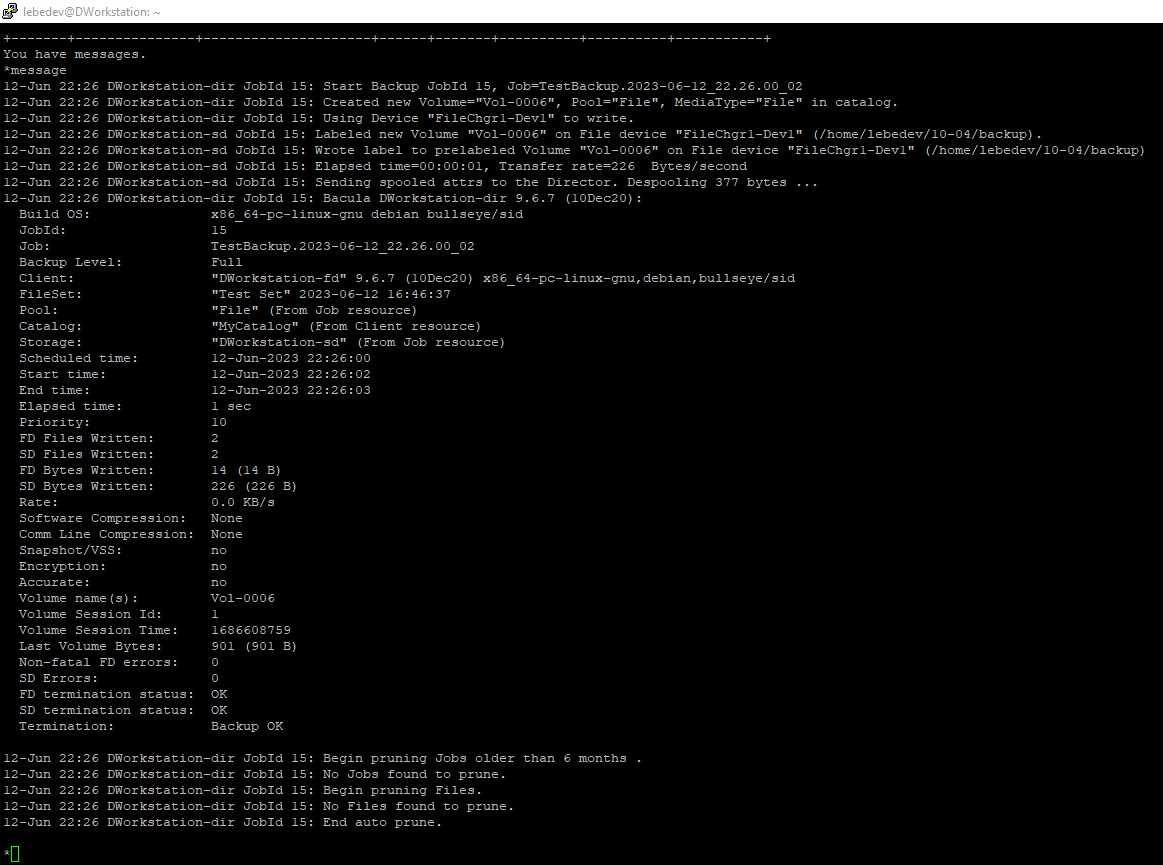 lebedev@DWorkstation: ~
+-------+---------------+---------------------+------+-------+----------+----------+-----------+
You have messages.
*message
12-Jun 22:26 DWorkstation-dir JobId 15: Start Backup JobId 15, Job=TestBackup.2023-06-12_22.26.00_02
12-Jun 22:26 DWorkstation-dir JobId 15: Created new Volume="Vol-0006", Pool="File", MediaType="File" in catalog.
12-Jun 22:26 DWorkstation-dir JobId 15: Using Device "FileChgr1-Dev1" to write.
12-Jun 22:26 DWorkstation-sd JobId 15: Labeled new Volume "Vol-0006" on File device "FileChgr1-Dev1" (/home/lebedev/10-04/backup).
12-Jun 22:26 DWorkstation-sd JobId 15: Wrote label to prelabeled Volume "Vol-0006" on File device "FileChgr1-Dev1" (/home/lebedev/10-04/backup)
12-Jun 22:26 DWorkstation-sd JobId 15: Elapsed time=00:00:01, Transfer rate=226  Bytes/second
12-Jun 22:26 DWorkstation-sd JobId 15: Sending spooled attrs to the Director. Despooling 377 bytes ...
12-Jun 22:26 DWorkstation-dir JobId 15: Bacula DWorkstation-dir 9.6.7 (10Dec20):
  Build OS:               x86_64-pc-linux-gnu debian bullseye/sid
  JobId:                  15
  Job:                    TestBackup.2023-06-12_22.26.00_02
  Backup Level:           Full
  Client:                 "DWorkstation-fd" 9.6.7 (10Dec20) x86_64-pc-linux-gnu,debian,bullseye/sid
  FileSet:                "Test Set" 2023-06-12 16:46:37
  Pool:                   "File" (From Job resource)
  Catalog:                "MyCatalog" (From Client resource)
  Storage:                "DWorkstation-sd" (From Job resource)
  Scheduled time:         12-Jun-2023 22:26:00
  Start time:             12-Jun-2023 22:26:02
  End time:               12-Jun-2023 22:26:03
  Elapsed time:           1 sec
  Priority:               10
  FD Files Written:       2
  SD Files Written:       2
  FD Bytes Written:       14 (14 B)
  SD Bytes Written:       226 (226 B)
  Rate:                   0.0 KB/s
  Software Compression:   None
  Comm Line Compression:  None
  Snapshot/VSS:           no
  Encryption:             no
  Accurate:               no
  Volume name(s):         Vol-0006
  Volume Session Id:      1
  Volume Session Time:    1686608759
  Last Volume Bytes:      901 (901 B)
  Non-fatal FD errors:    0
  SD Errors:              0
  FD termination status:  OK
  SD termination status:  OK
  Termination:            Backup OK

12-Jun 22:26 DWorkstation-dir JobId 15: Begin pruning Jobs older than 6 months .
12-Jun 22:26 DWorkstation-dir JobId 15: No Jobs found to prune.
12-Jun 22:26 DWorkstation-dir JobId 15: Begin pruning Files.
12-Jun 22:26 DWorkstation-dir JobId 15: No Files found to prune.
12-Jun 22:26 DWorkstation-dir JobId 15: End auto prune.

*